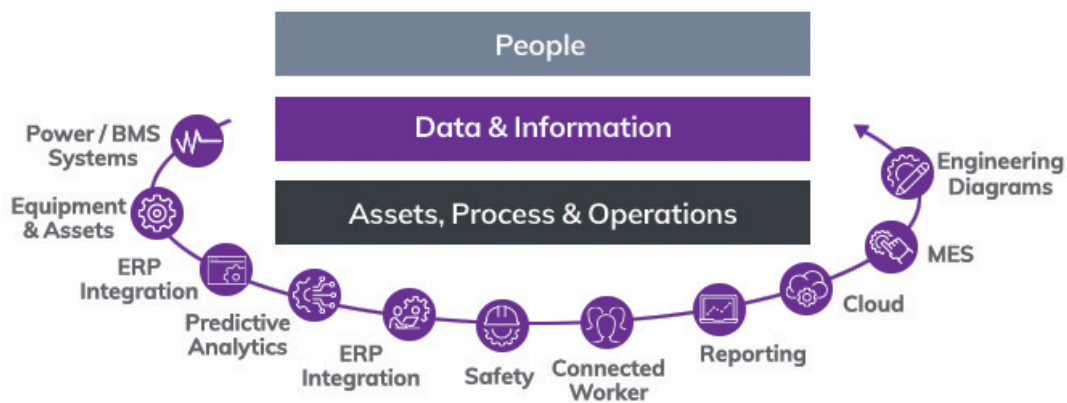 People
Data & Information
Assets, Process & Operations
Power / BMS
Systems
Equipment
& Assets
ERP
Integration
Predictive
Analytics
ERP
Integration
Safety
Connected
Worker
Reporting
Cloud
MES
Engineering
Diagrams